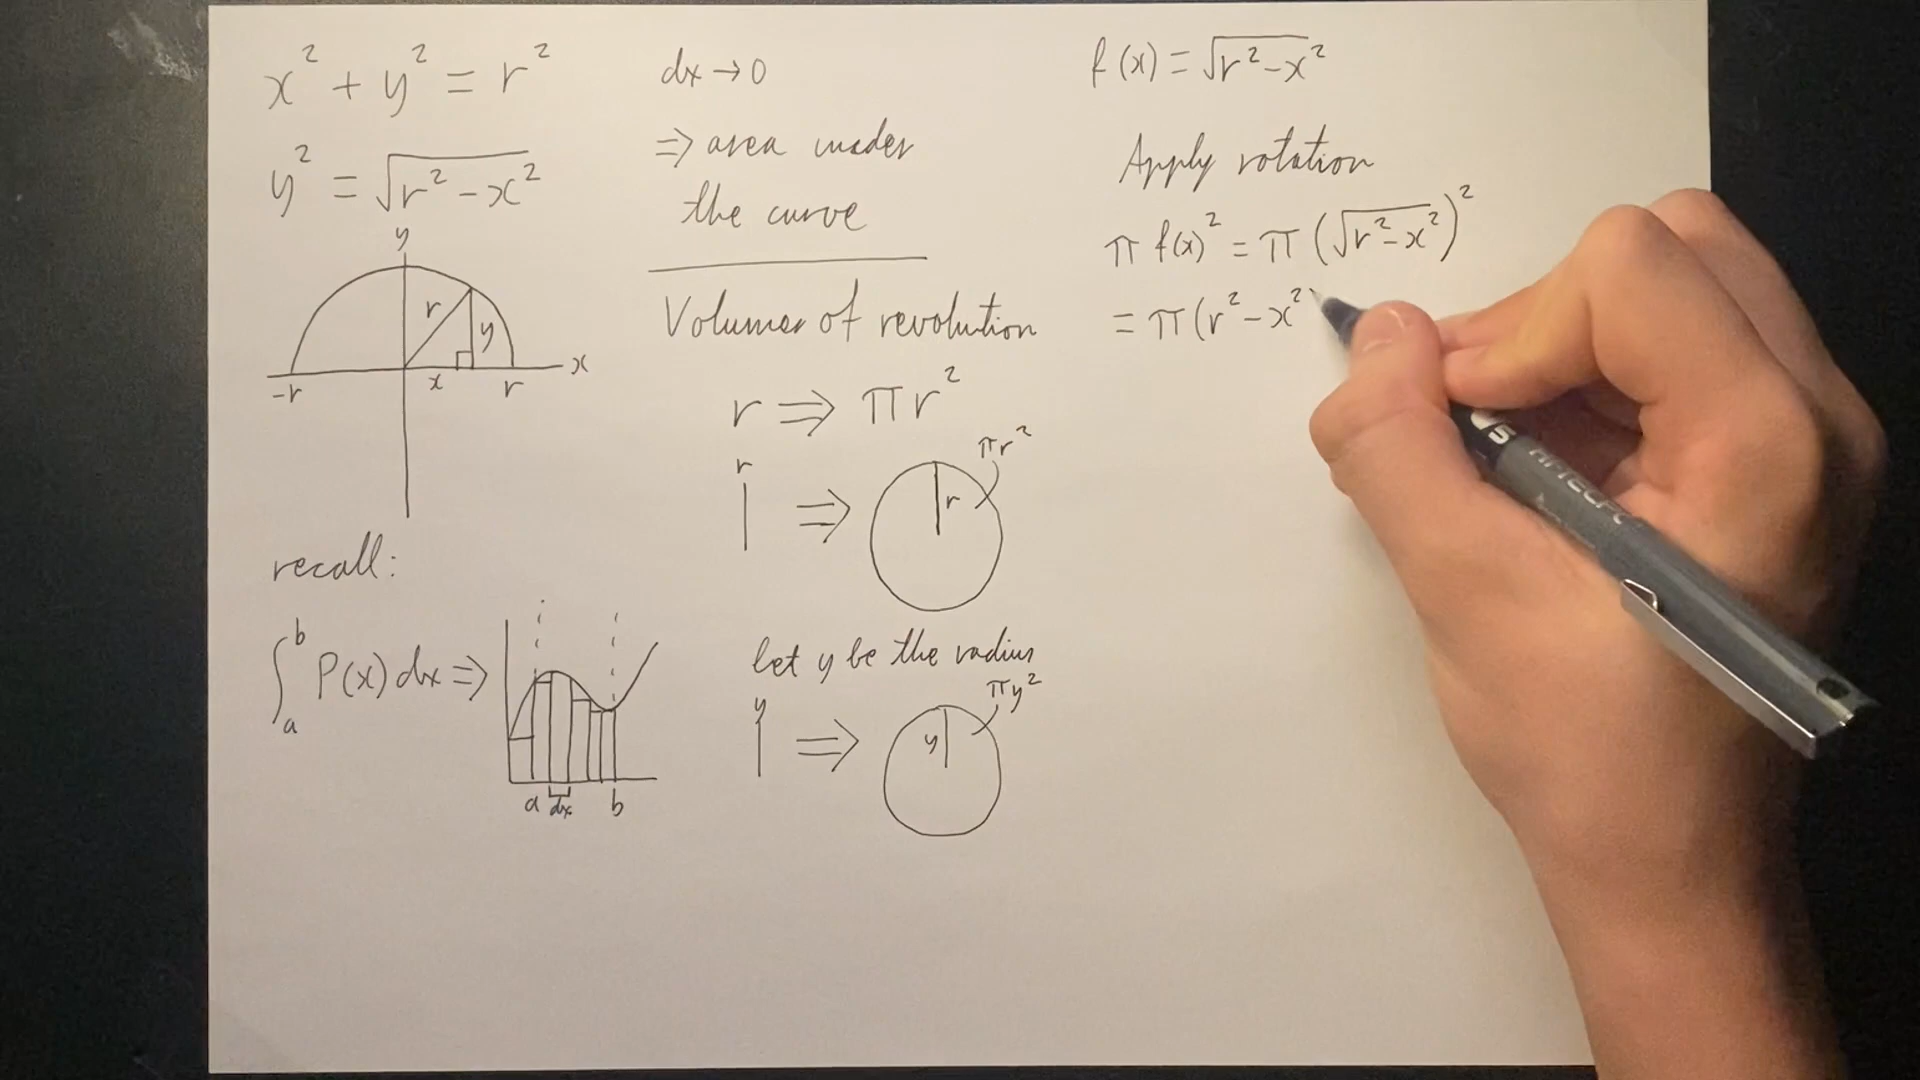 x² + y² = r²
y² = √r² - x²
y
r
y
-r
x
r
x
recall:
∫ₐᵇ P(x) dx ⇒
a dx b
dx → 0
⇒ area under
the curve
Volumes of revolution
r ⇒ πr²
r
⇒
r
πr²
let y be the radius
y
⇒
y
πy²
f(x) = √r² - x²
Apply rotation
π f(x)² = π (√r² - x²)²
= π (r² - x²)
5